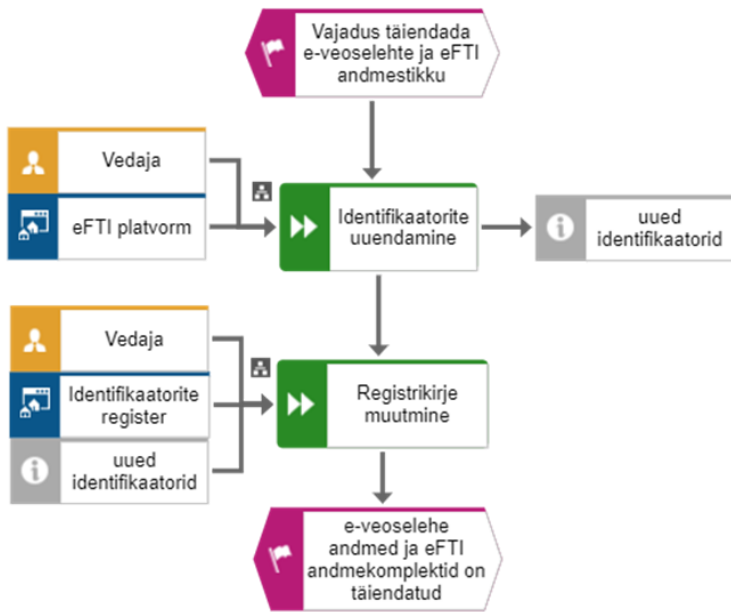 Vajadus täiendada
e-veoselehte ja eFTI
andmestikku
Vedaja
eFTI platvorm
Identifikaatorite
uuendamine
uued
identifikaatorid
Vedaja
Identifikaatorite
register
uued
identifikaatorid
Registrikirje
muutmine
e-veoselehe
andmed ja eFTI
andmekomplektid on
täiendatud